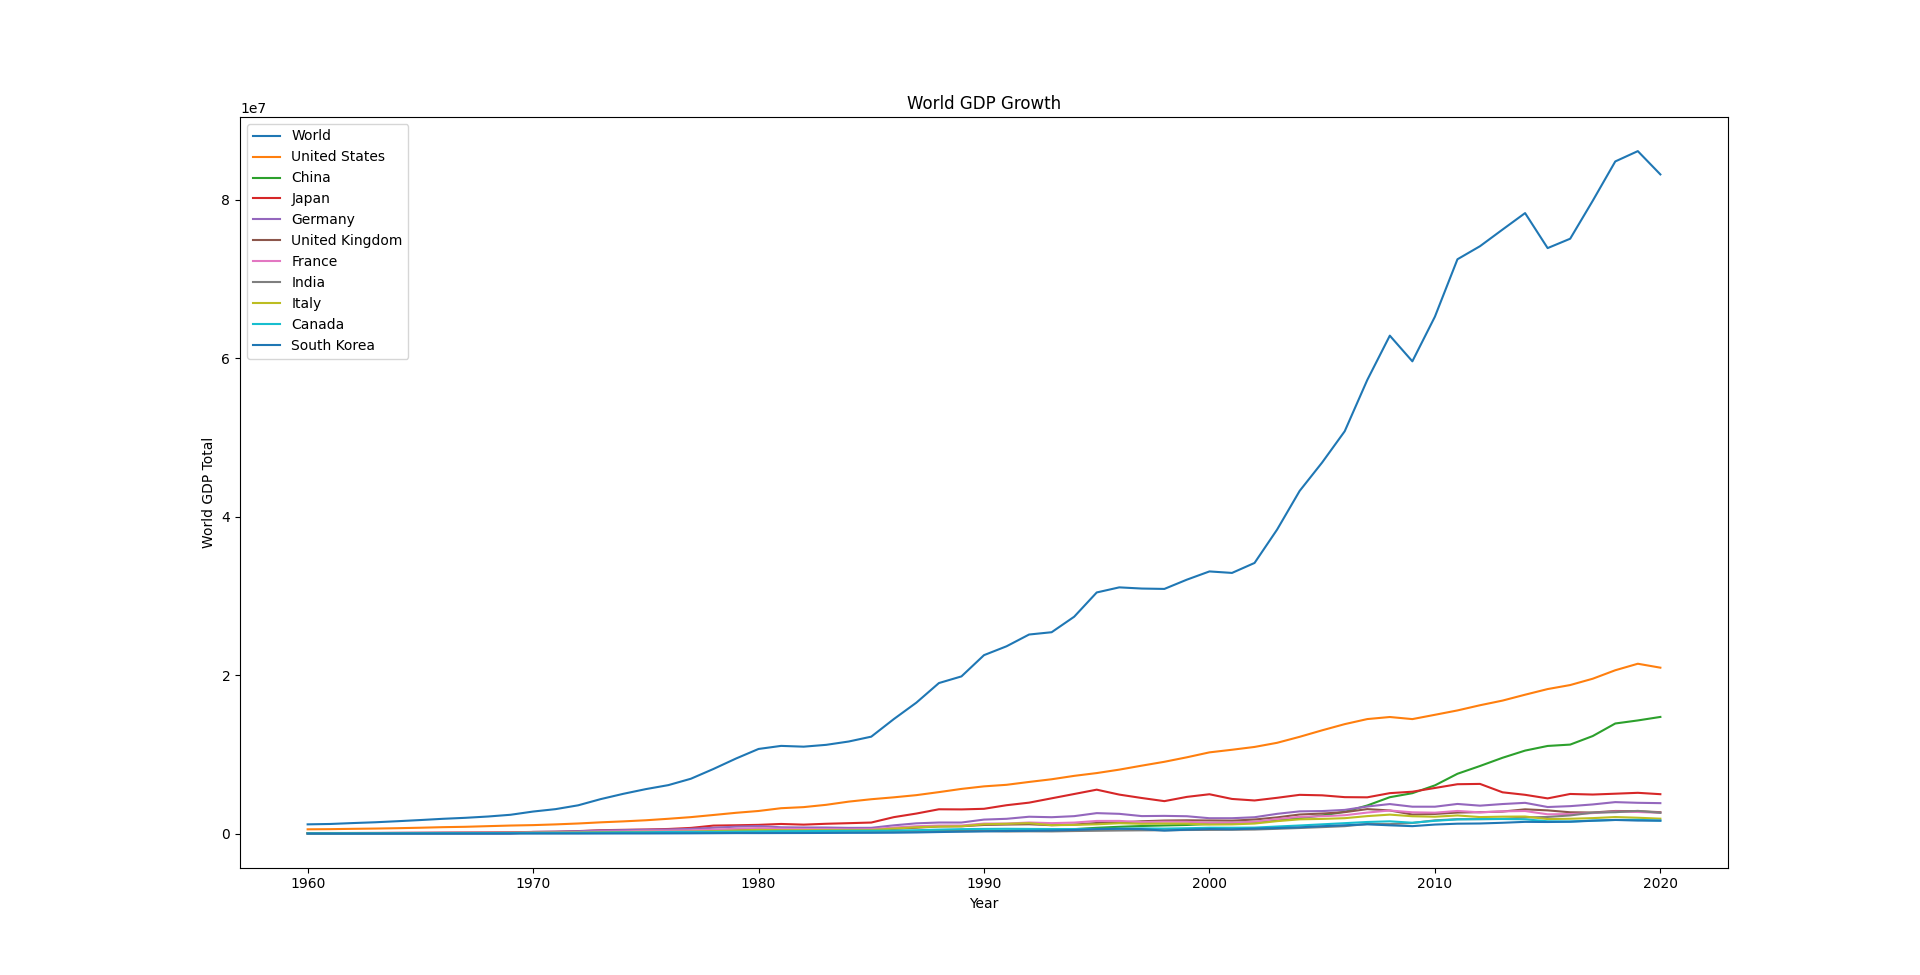 World GDP Growth
1e7
World
United States
China
Japan
Germany
United Kingdom
France
India
Italy
Canada
South Korea
8
6
4
2
0
World GDP Total
1960 1970 1980 1990 2000 2010 2020
Year